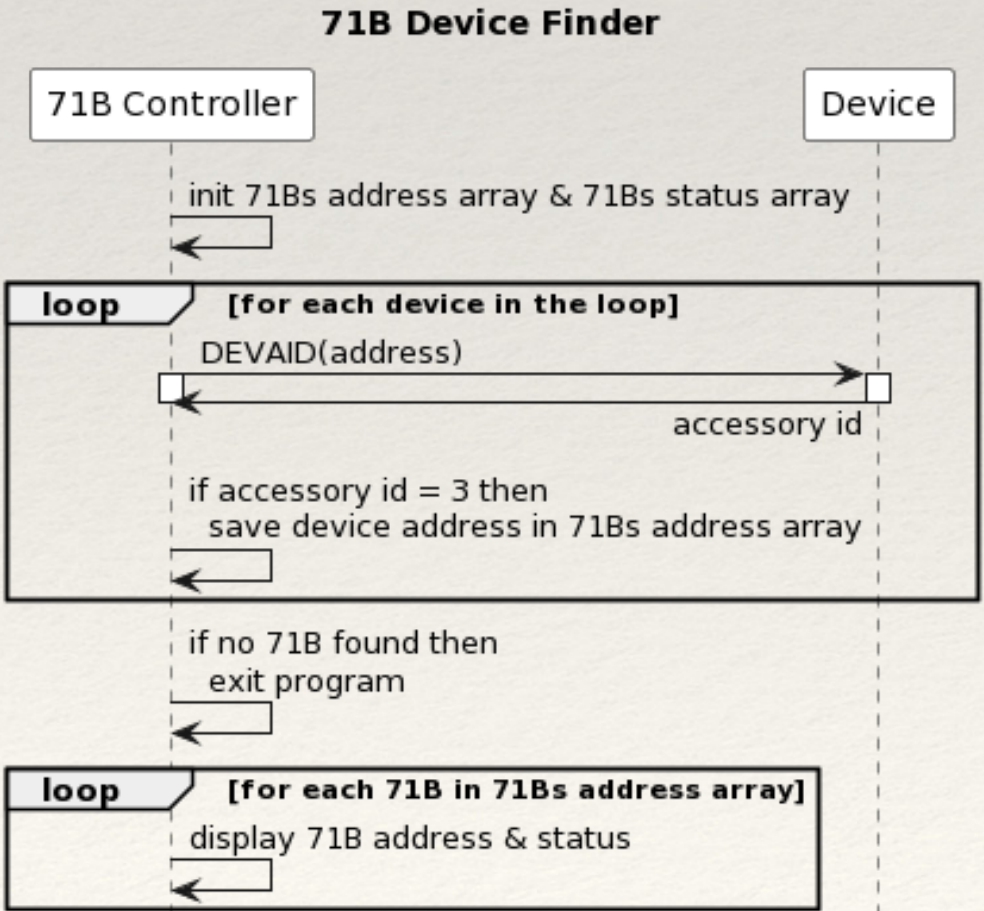 71B Device Finder
71B Controller
Device
init 71Bs address array & 71Bs status array
loop
[for each device in the loop]
DEVAID(address)
accessory id
if accessory id = 3 then
save device address in 71Bs address array
if no 71B found then
exit program
loop
[for each 71B in 71Bs address array]
display 71B address & status